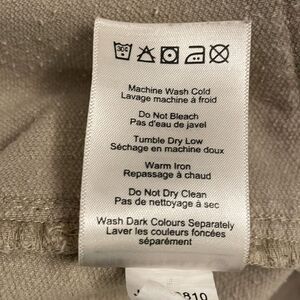 30°
Machine Wash Cold
Lavage machine à froid
Do Not Bleach
Pas d'eau de javel
Tumble Dry Low
Séchage en machine doux
Warm Iron
Repassage à chaud
Do Not Dry Clean
Pas de nettoyage à sec
Wash Dark Colours Separately
Laver les couleurs foncées
séparément